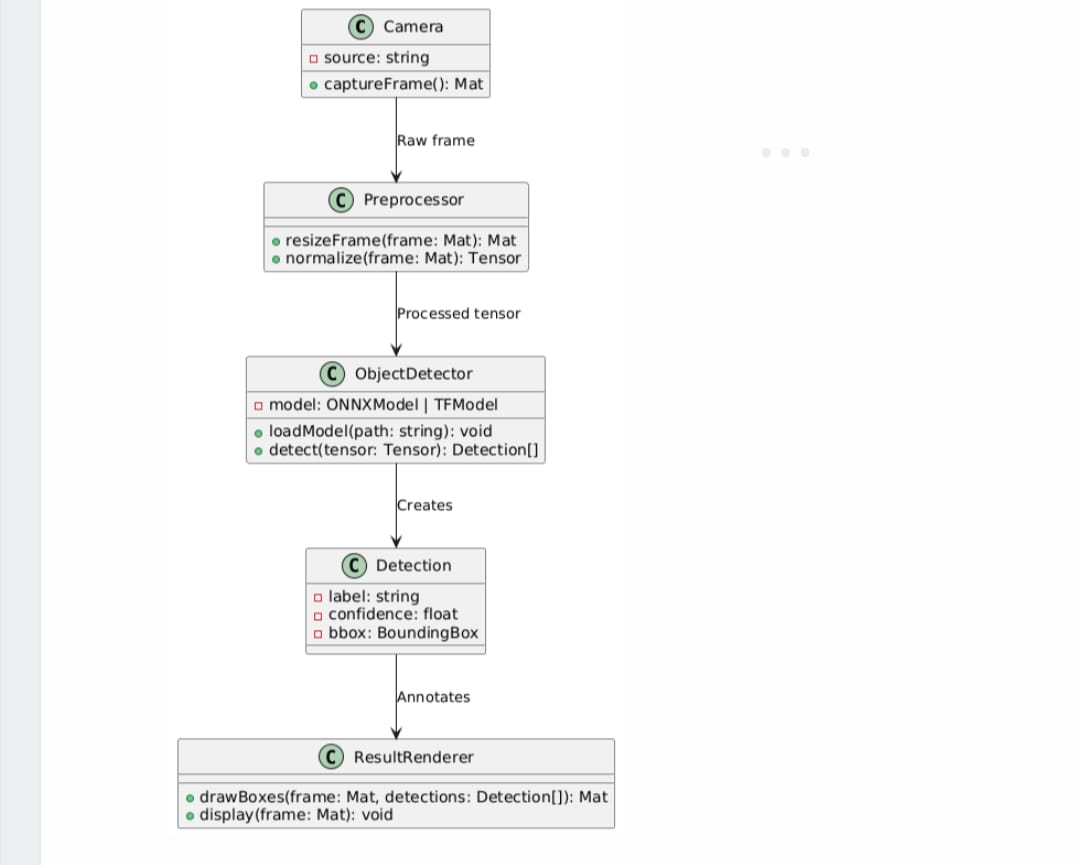 C Camera
source: string
captureFrame(): Mat
Raw frame
C Preprocessor
resizeFrame(frame: Mat): Mat
normalize(frame: Mat): Tensor
Processed tensor
C ObjectDetector
model: ONNXModel | TFModel
loadModel(path: string): void
detect(tensor: Tensor): Detection[]
Creates
C Detection
label: string
confidence: float
bbox: BoundingBox
Annotates
C ResultRenderer
drawBoxes(frame: Mat, detections: Detection[]): Mat
display(frame: Mat): void